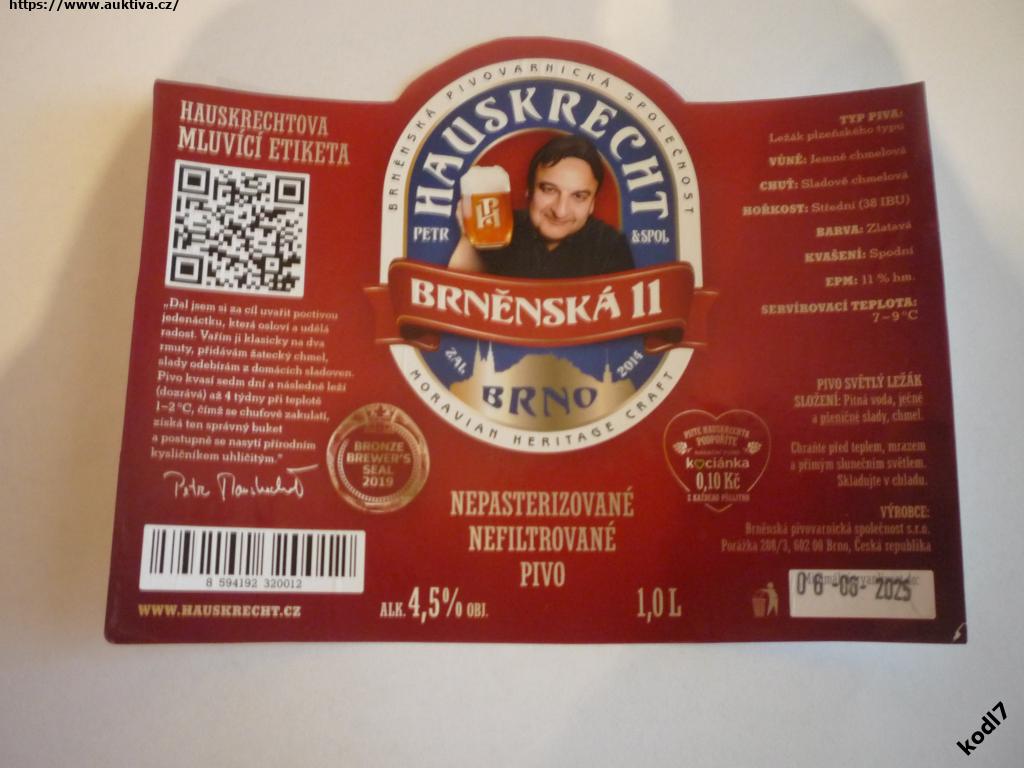 https://www.auktiva.cz/
HAUSKRECHTOVA
MLUVÍCÍ ETIKETA
„Dal jsem si za cíl uvařit poctivou
jedenáctku, která osloví a udělá
radost. Vařím ji klasicky na dva
rmuty, přidávám žatecký chmel,
slady odebírám z domácích sladoven.
Pivo kvasí sedm dní a následně leží
(dozrává) až 4 týdny při teplotě
1–2 °C, čímž se chuťově zakulatí,
získá ten správný buket
a postupně se nasytí přírodním
kysličníkem uhličitým.“
8 594192 320012
WWW.HAUSKRECHT.CZ
BRNĚNSKÁ PIVOVARNICKÁ SPOLEČNOST
HAUSKRECHT
PETR
&SPOL
BRNĚNSKÁ 11
ZAL.
2014
BRNO
MORAVIAN HERITAGE CRAFT
BRONZE
BREWER'S
SEAL
2019
NEPASTERIZOVANÉ
NEFILTROVANÉ
PIVO
ALK. 4,5% OBJ.
1,0 L
PIJTE HAUSKRECHTA
PODPOŘÍTE
kociánka
0,10 Kč
Z KAŽDÉHO PŮLLITRU
TYP PIVA:
Ležák plzeňského typu
VŮNĚ: Jemně chmelová
CHUŤ: Sladově chmelová
HOŘKOST: Střední (38 IBU)
BARVA: Zlatavá
KVAŠENÍ: Spodní
EPM: 11 % hm.
SERVÍROVACÍ TEPLOTA:
7–9 °C
PIVO SVĚTLÝ LEŽÁK
SLOŽENÍ: Pitná voda, ječné
a pšeničné slady, chmel.
Chraňte před teplem, mrazem
a přímým slunečním světlem.
Skladujte v chladu.
VÝROBCE:
Brněnská pivovarnická společnost s.r.o.
Porážka 208/3, 602 00 Brno, Česká republika
06-06-2025
kodl7